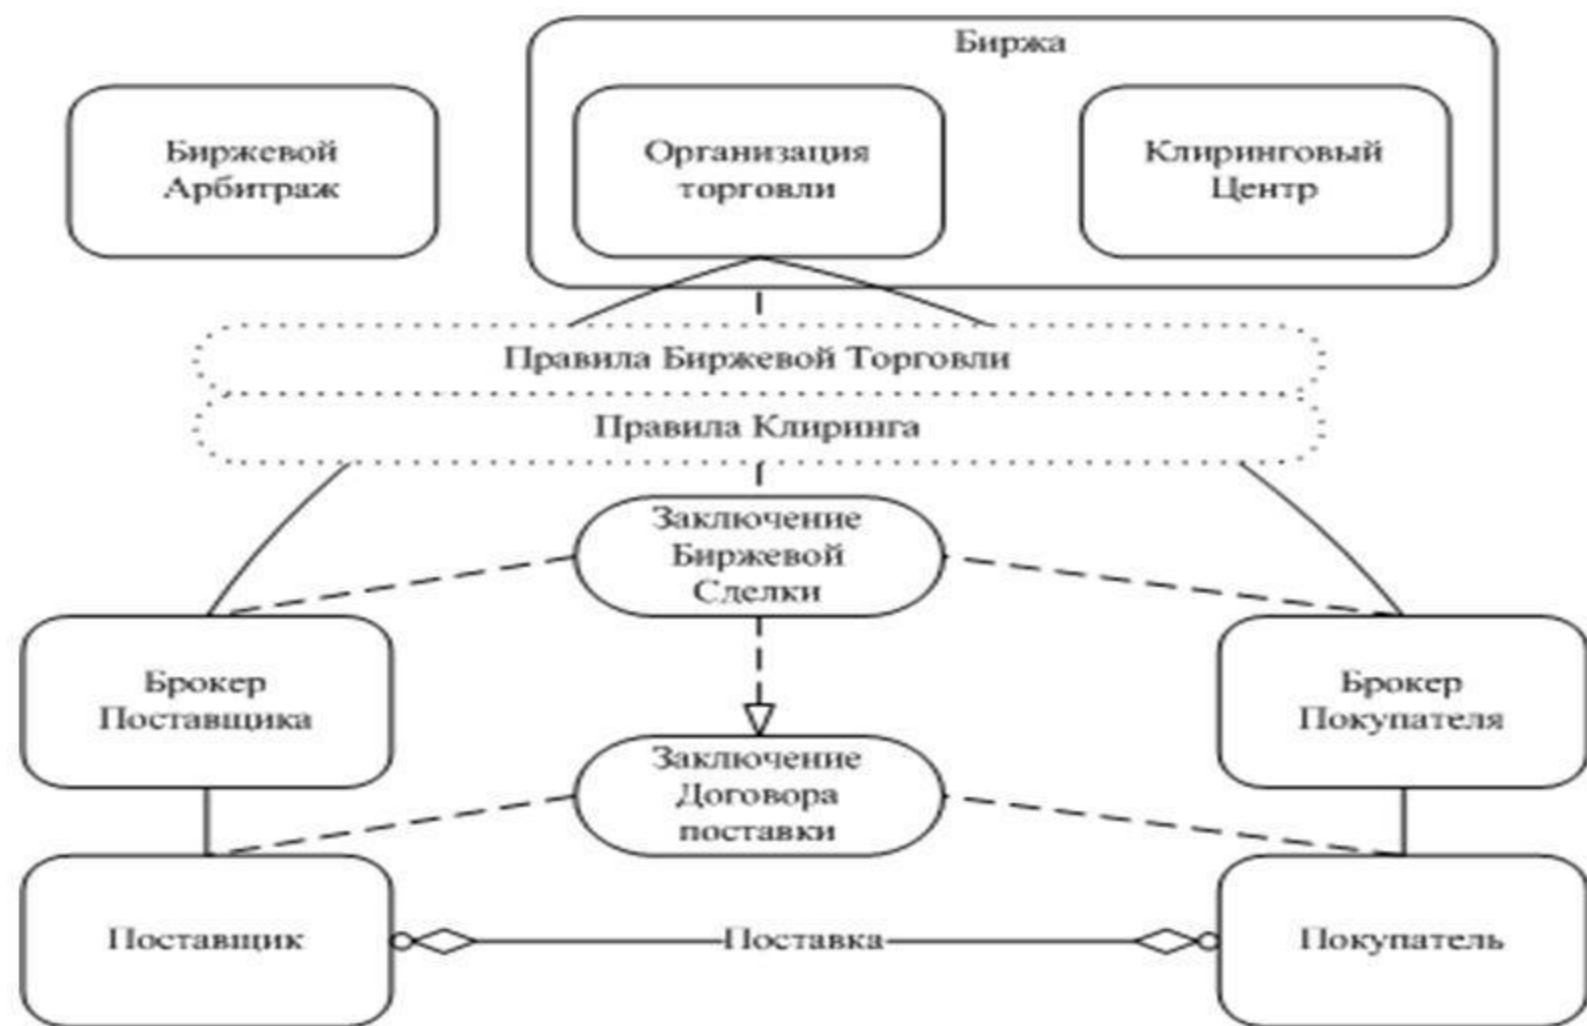 Биржа
Биржевой
Арбитраж
Организация
торговли
Клиринговый
Центр
Правила Биржевой Торговли
Правила Клиринга
Заключение
Биржевой
Сделки
Брокер
Поставщика
Брокер
Покупателя
Заключение
Договора
поставки
Поставщик
Поставка
Покупатель